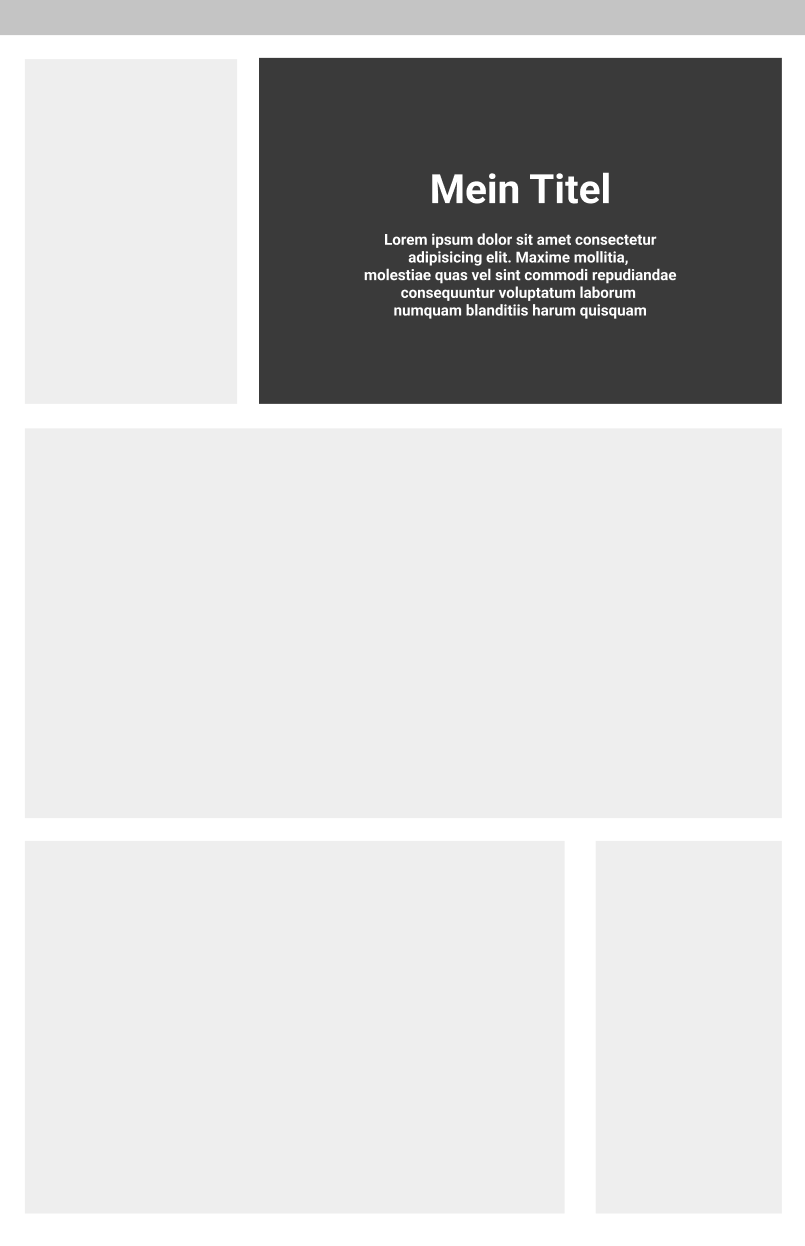 Mein Titel
Lorem ipsum dolor sit amet consectetur
adipisicing elit. Maxime mollitia,
molestiae quas vel sint commodi repudiandae
consequuntur voluptatum laborum
numquam blanditiis harum quisquam